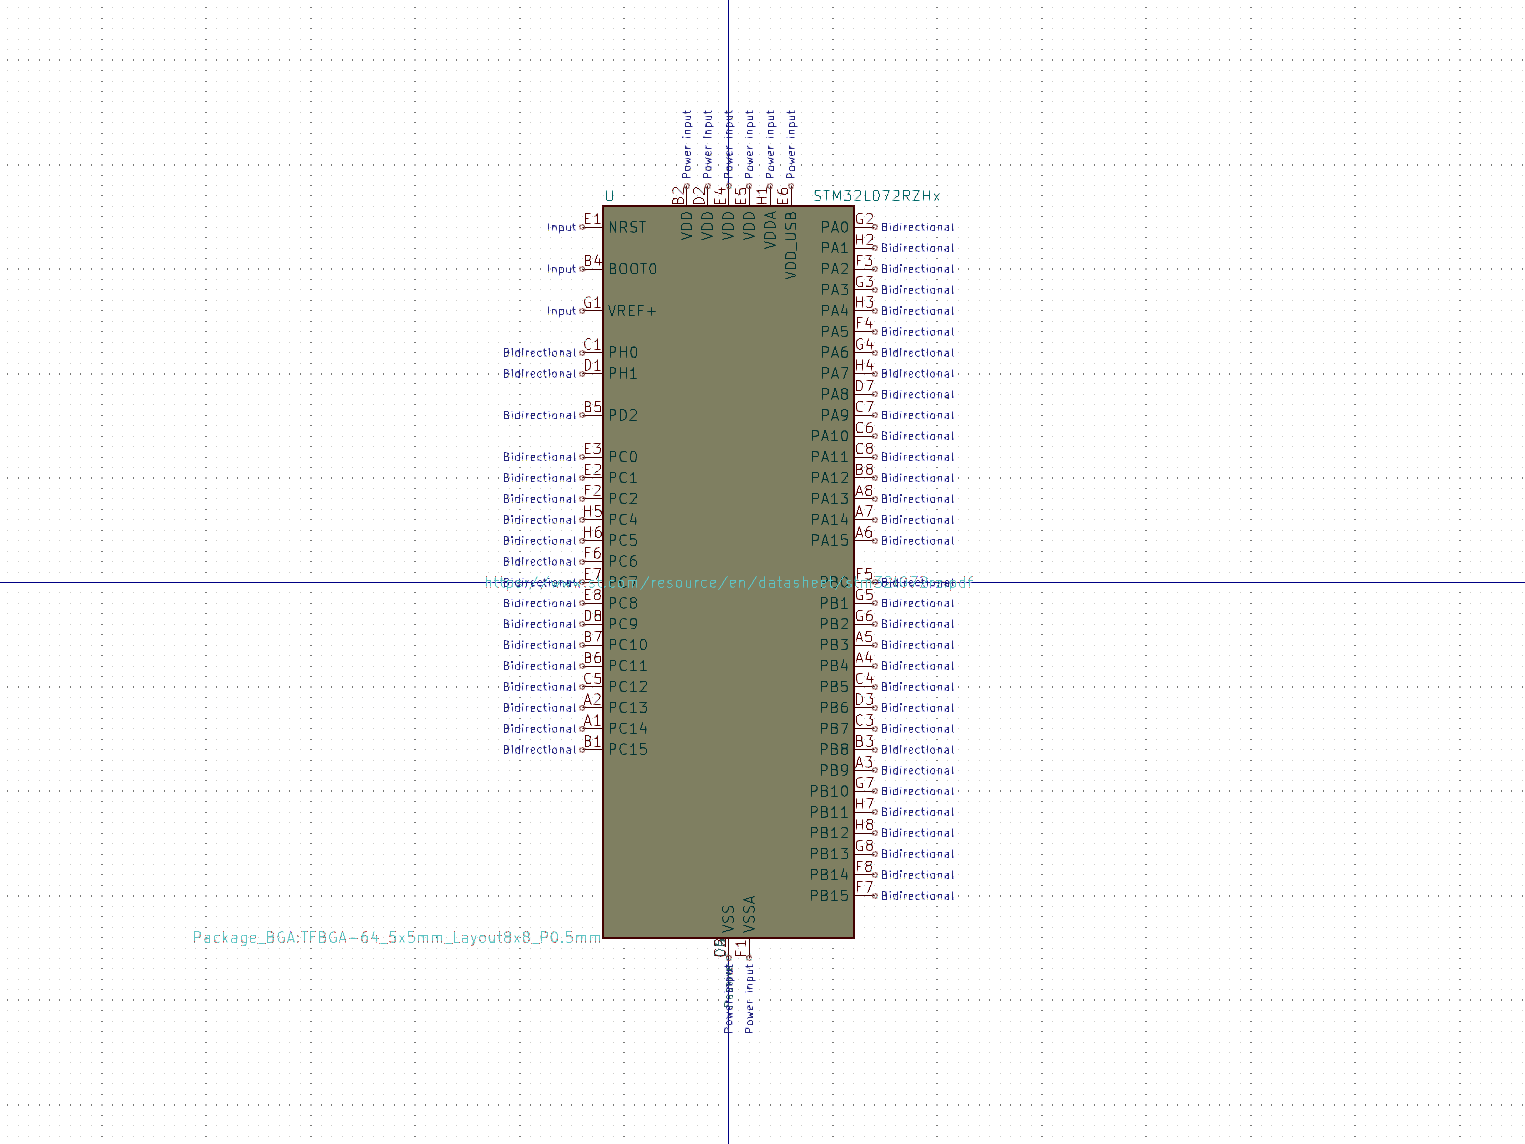 Power input Power input Power input Power input Power input Power input
B2 D2 E4 E5 H1 E6
U STM32L072RZHx
VDD VDD VDD VDD VDDA VDD_USB
Input E1 NRST PA0 G2 Bidirectional
PA1 H2 Bidirectional
Input B4 BOOT0 PA2 F3 Bidirectional
PA3 G3 Bidirectional
Input G1 VREF+ PA4 H3 Bidirectional
PA5 F4 Bidirectional
Bidirectional C1 PH0 PA6 G4 Bidirectional
Bidirectional D1 PH1 PA7 H4 Bidirectional
PA8 D7 Bidirectional
Bidirectional B5 PD2 PA9 C7 Bidirectional
PA10 C6 Bidirectional
Bidirectional E3 PC0 PA11 C8 Bidirectional
Bidirectional E2 PC1 PA12 B8 Bidirectional
Bidirectional F2 PC2 PA13 A8 Bidirectional
Bidirectional H5 PC4 PA14 A7 Bidirectional
Bidirectional H6 PC5 PA15 A6 Bidirectional
Bidirectional F6 PC6
Bidirectional E7 PC7 PB0 F5 Bidirectional
Bidirectional E8 PC8 PB1 G5 Bidirectional
Bidirectional D8 PC9 PB2 G6 Bidirectional
Bidirectional B7 PC10 PB3 A5 Bidirectional
Bidirectional B6 PC11 PB4 A4 Bidirectional
Bidirectional C5 PC12 PB5 C4 Bidirectional
Bidirectional A2 PC13 PB6 D3 Bidirectional
Bidirectional A1 PC14 PB7 C3 Bidirectional
Bidirectional B1 PC15 PB8 B3 Bidirectional
PB9 A3 Bidirectional
PB10 G7 Bidirectional
PB11 H7 Bidirectional
PB12 H8 Bidirectional
PB13 G8 Bidirectional
PB14 F8 Bidirectional
PB15 F7 Bidirectional
VSS VSSA
Package_BGA:TFBGA-64_5x5mm_Layout8x8_P0.5mm
F1
Power input Power input